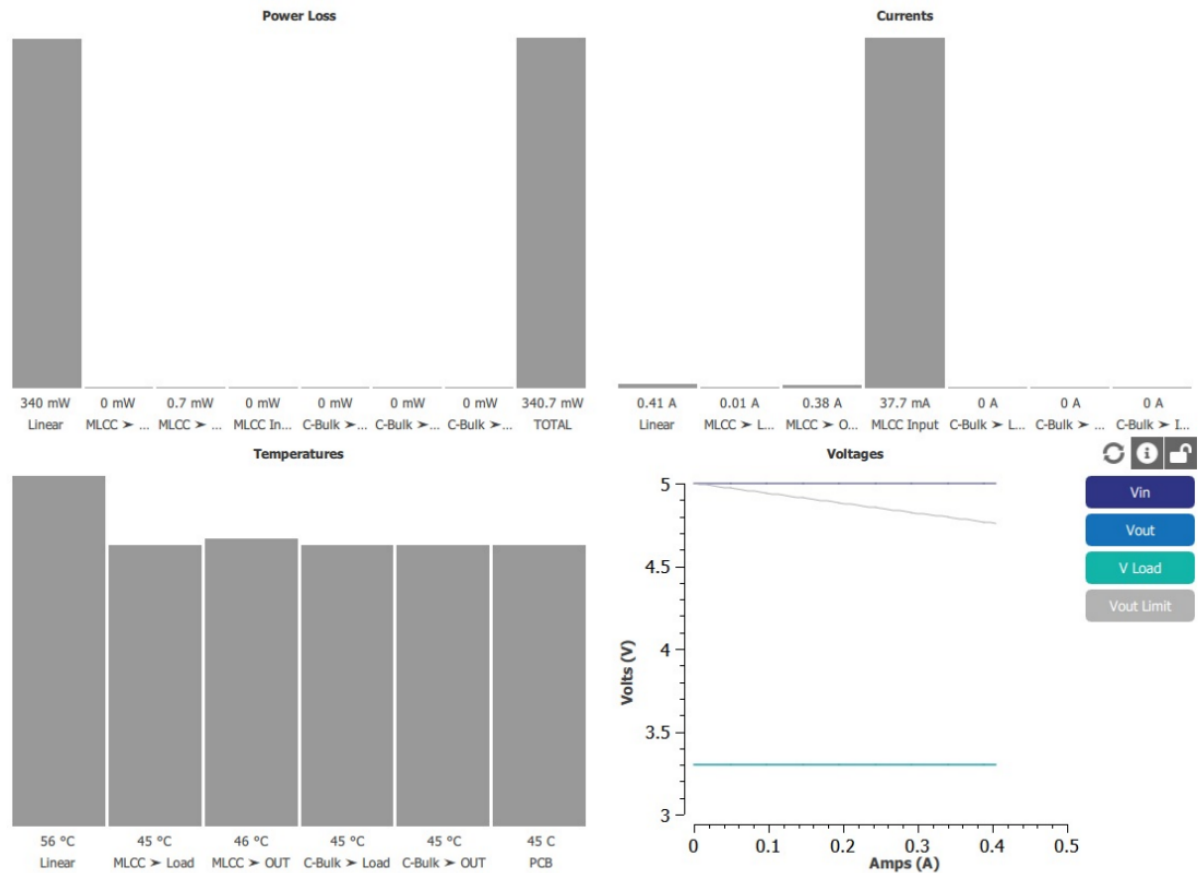 Power Loss
340 mW 0 mW 0.7 mW 0 mW 0 mW 0 mW 0 mW 340.7 mW
Linear MLCC ➤ ... MLCC ➤ ... MLCC In... C-Bulk ➤... C-Bulk ➤... C-Bulk ➤... TOTAL
Currents
0.41 A 0.01 A 0.38 A 37.7 mA 0 A 0 A 0 A
Linear MLCC ➤ L... MLCC ➤ O... MLCC Input C-Bulk ➤ L... C-Bulk ➤ ... C-Bulk ➤ I...
Temperatures
56 °C 45 °C 46 °C 45 °C 45 °C 45 C
Linear MLCC ➤ Load MLCC ➤ OUT C-Bulk ➤ Load C-Bulk ➤ OUT PCB
Voltages
Volts (V)
5
4.5
4
3.5
3
0 0.1 0.2 0.3 0.4 0.5
Amps (A)
Vin
Vout
V Load
Vout Limit